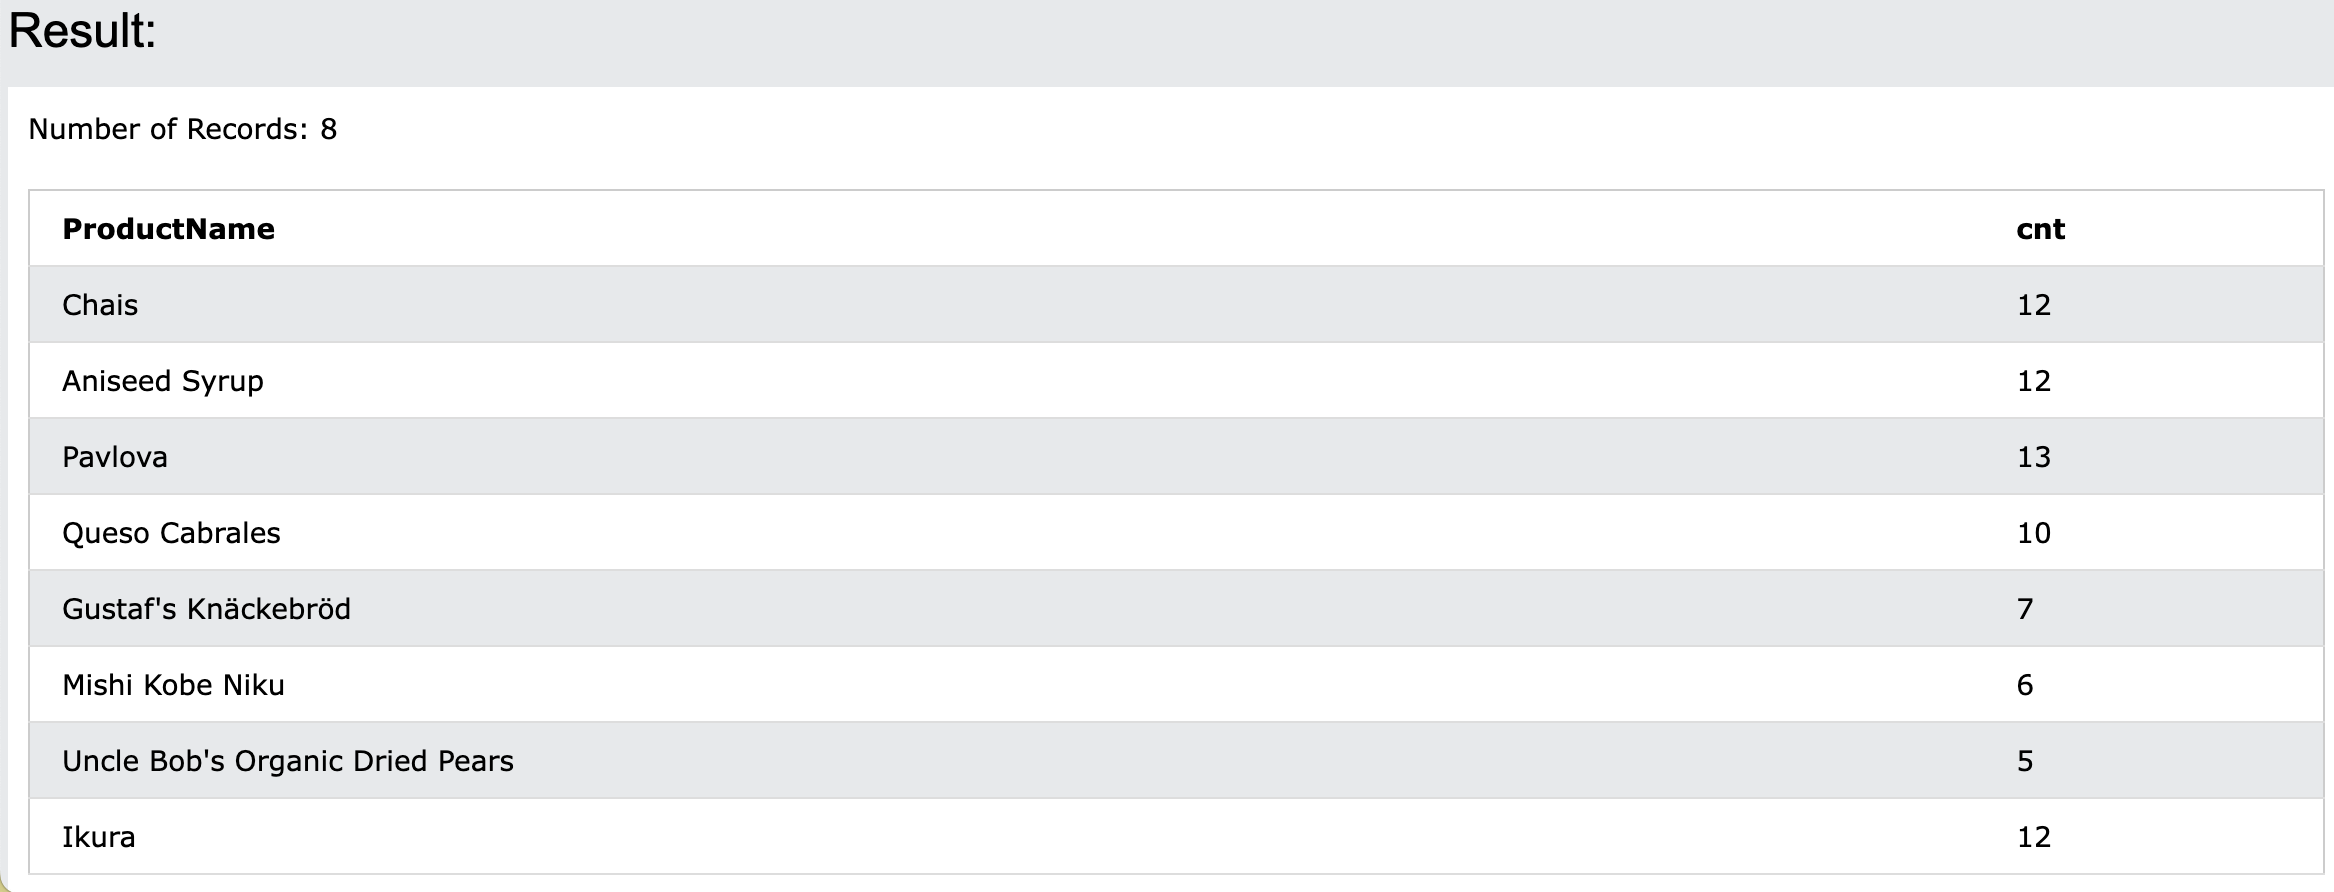 Result:
Number of Records: 8
ProductName cnt
Chais 12
Aniseed Syrup 12
Pavlova 13
Queso Cabrales 10
Gustaf's Knäckebröd 7
Mishi Kobe Niku 6
Uncle Bob's Organic Dried Pears 5
Ikura 12